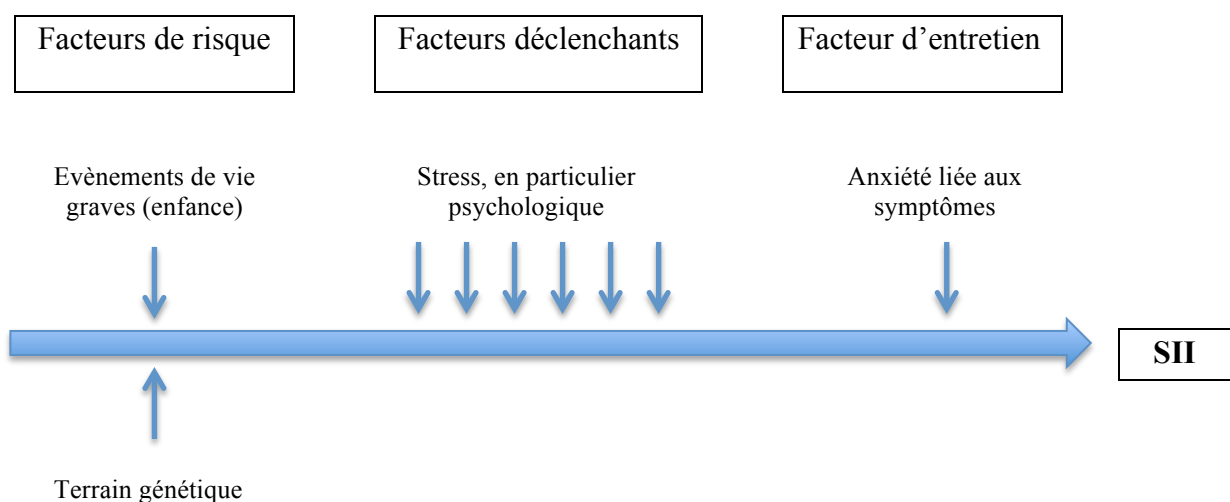 Facteurs de risque
Facteurs déclenchants
Facteur d’entretien
Evènements de vie
graves (enfance)
Stress, en particulier
psychologique
Anxiété liée aux
symptômes
SII
Terrain génétique